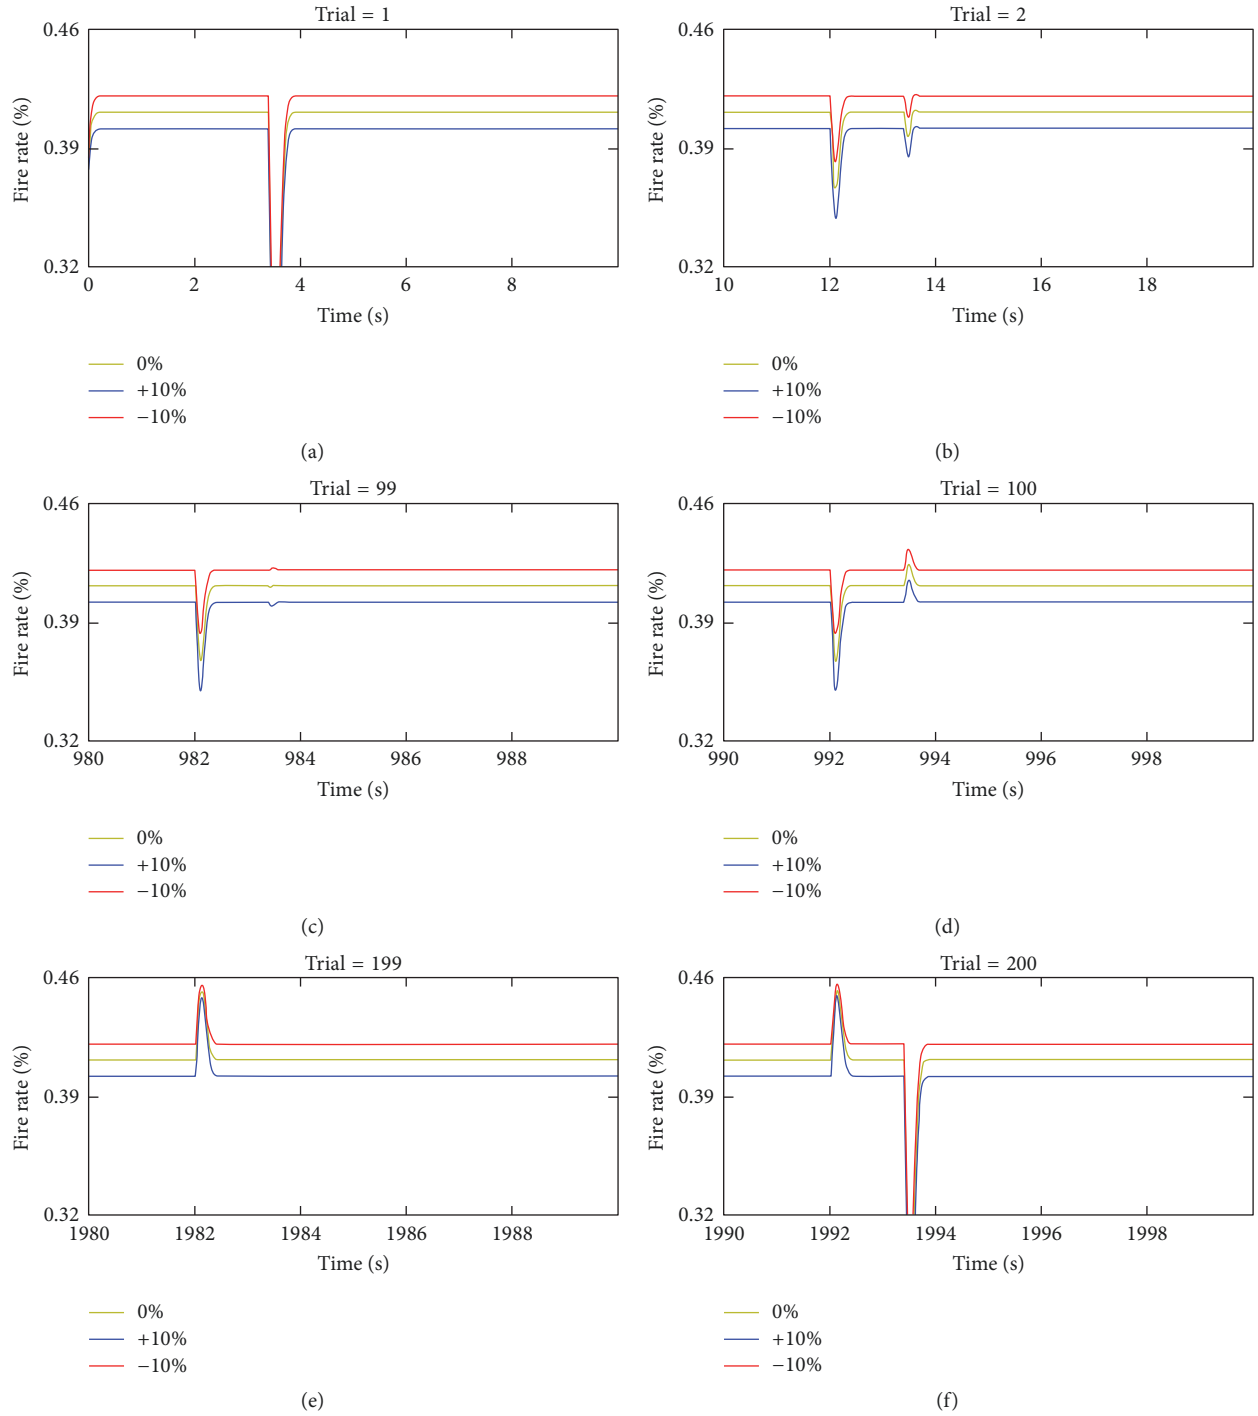 Trial = 1
0.46
0.39
0.32
Fire rate (%)
0 2 4 6 8
Time (s)
0%
+10%
−10%
(a)
Trial = 2
0.46
0.39
0.32
Fire rate (%)
10 12 14 16 18
Time (s)
0%
+10%
−10%
(b)
Trial = 99
0.46
0.39
0.32
Fire rate (%)
980 982 984 986 988
Time (s)
0%
+10%
−10%
(c)
Trial = 100
0.46
0.39
0.32
Fire rate (%)
990 992 994 996 998
Time (s)
0%
+10%
−10%
(d)
Trial = 199
0.46
0.39
0.32
Fire rate (%)
1980 1982 1984 1986 1988
Time (s)
0%
+10%
−10%
(e)
Trial = 200
0.46
0.39
0.32
Fire rate (%)
1990 1992 1994 1996 1998
Time (s)
0%
+10%
−10%
(f)